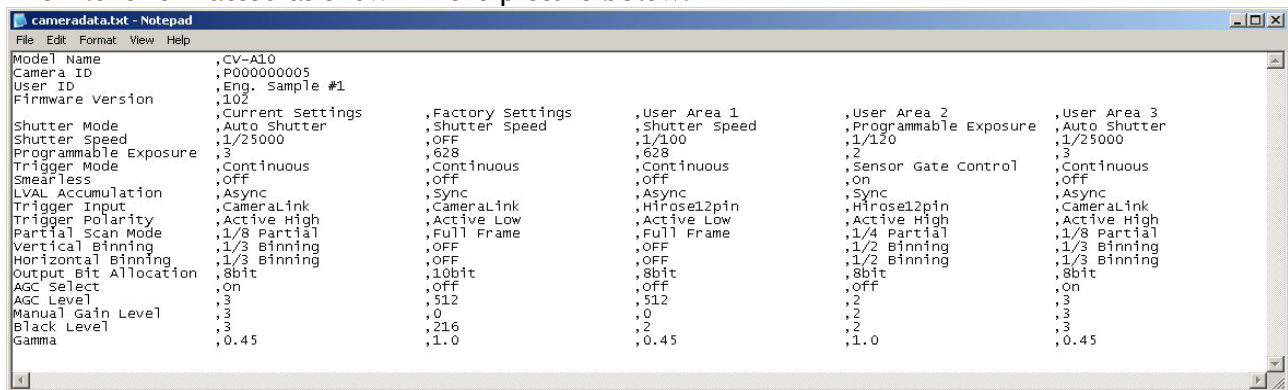 cameradata.txt - Notepad
File Edit Format View Help
Model Name ,CV-A10
Camera ID ,P000000005
User ID ,Eng. Sample #1
Firmware Version ,102
,Current Settings ,Factory Settings ,User Area 1 ,User Area 2 ,User Area 3
Shutter Mode ,Auto Shutter ,Shutter Speed ,Shutter Speed ,Programmable Exposure ,Auto Shutter
Shutter Speed ,1/25000 ,OFF ,1/100 ,1/120 ,1/25000
Programmable Exposure ,3 ,628 ,628 ,2 ,3
Trigger Mode ,Continuous ,Continuous ,Continuous ,Sensor Gate Control ,Continuous
Smearless ,Off ,Off ,Off ,On ,Off
LVAL Accumulation ,Async ,Sync ,Async ,Sync ,Async
Trigger Input ,CameraLink ,CameraLink ,Hirose12pin ,Hirose12pin ,CameraLink
Trigger Polarity ,Active High ,Active Low ,Active Low ,Active High ,Active High
Partial Scan Mode ,1/8 Partial ,Full Frame ,Full Frame ,1/4 Partial ,1/8 Partial
Vertical Binning ,1/3 Binning ,OFF ,OFF ,1/2 Binning ,1/3 Binning
Horizontal Binning ,1/3 Binning ,OFF ,OFF ,1/2 Binning ,1/3 Binning
Output Bit Allocation ,8bit ,10bit ,8bit ,8bit ,8bit
AGC Select ,On ,Off ,Off ,Off ,On
AGC Level ,3 ,512 ,512 ,2 ,3
Manual Gain Level ,3 ,0 ,0 ,2 ,3
Black Level ,3 ,216 ,2 ,2 ,3
Gamma ,0.45 ,1.0 ,0.45 ,1.0 ,0.45